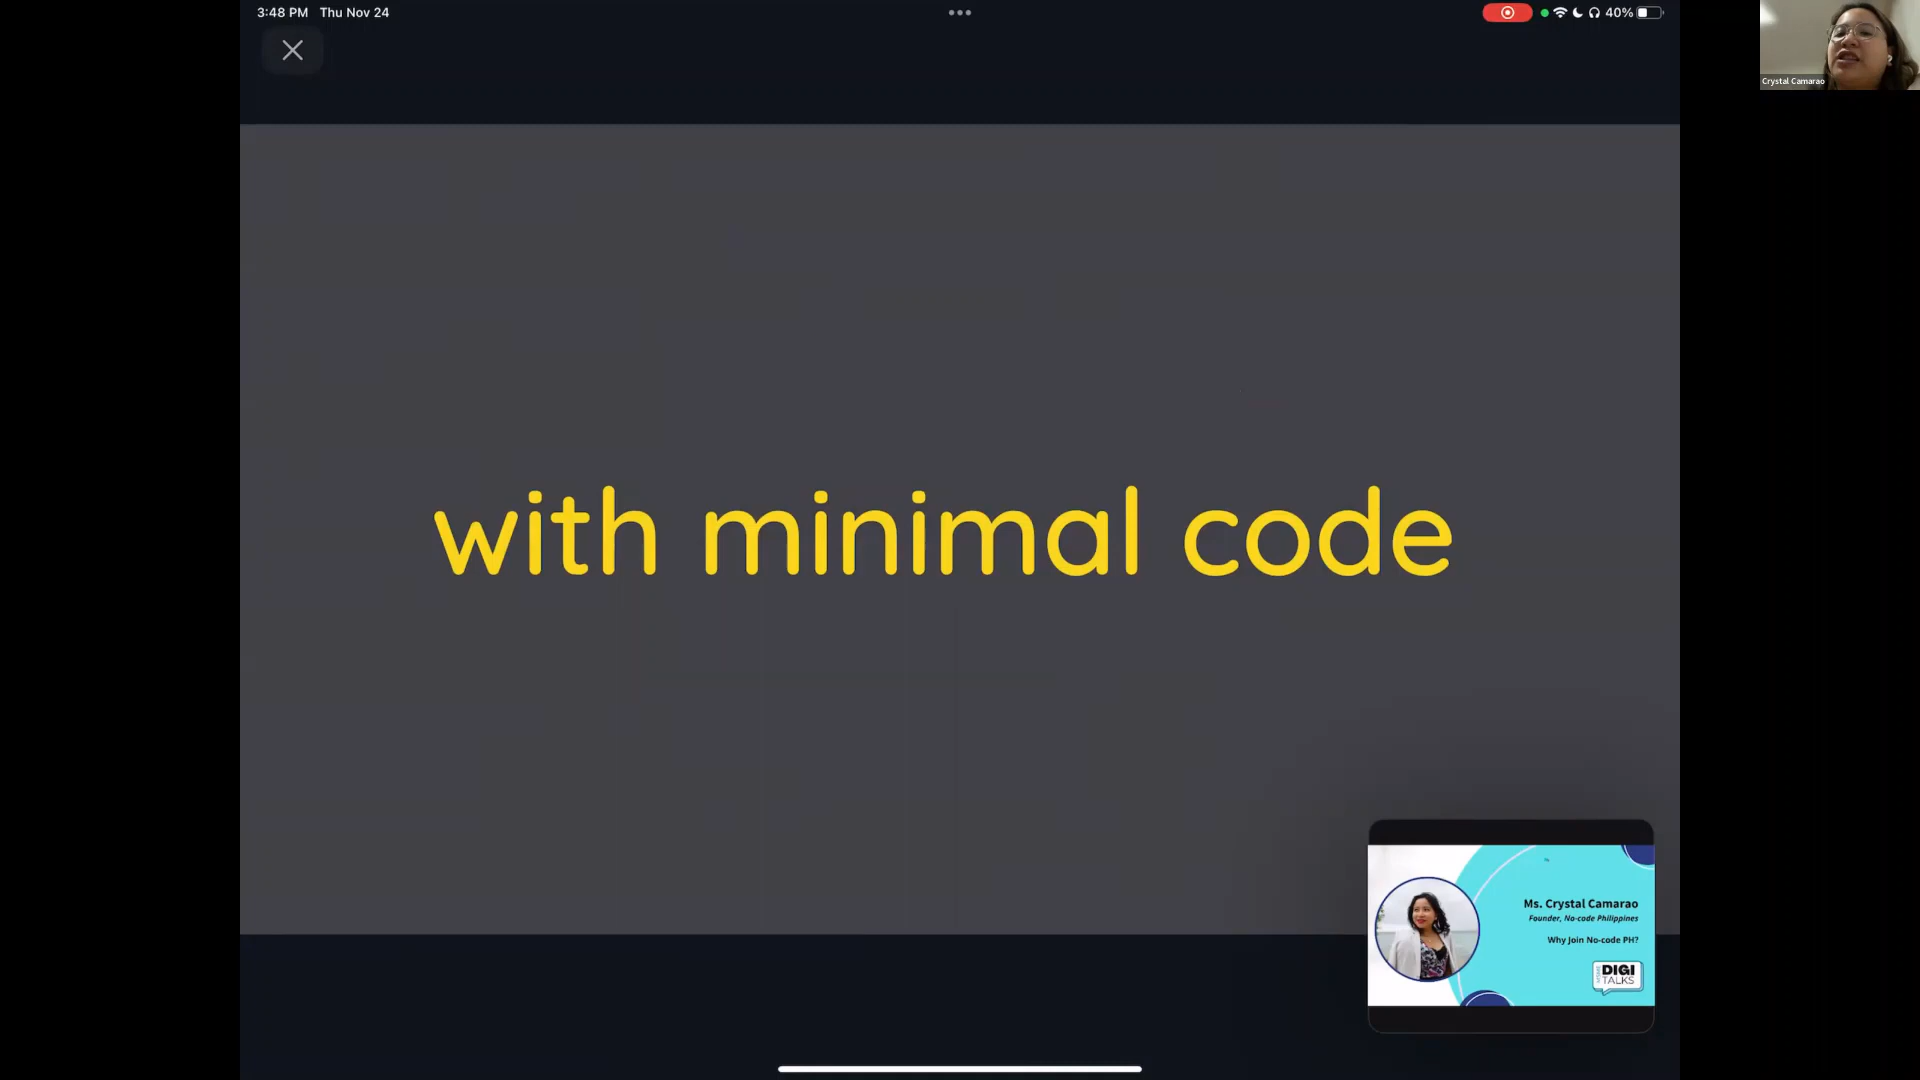 3:48 PM Thu Nov 24
40%
Crystal Camarao
with minimal code
Ms. Crystal Camarao
Founder, No-code Philippines
Why Join No-code PH?
DIGI
TALKS